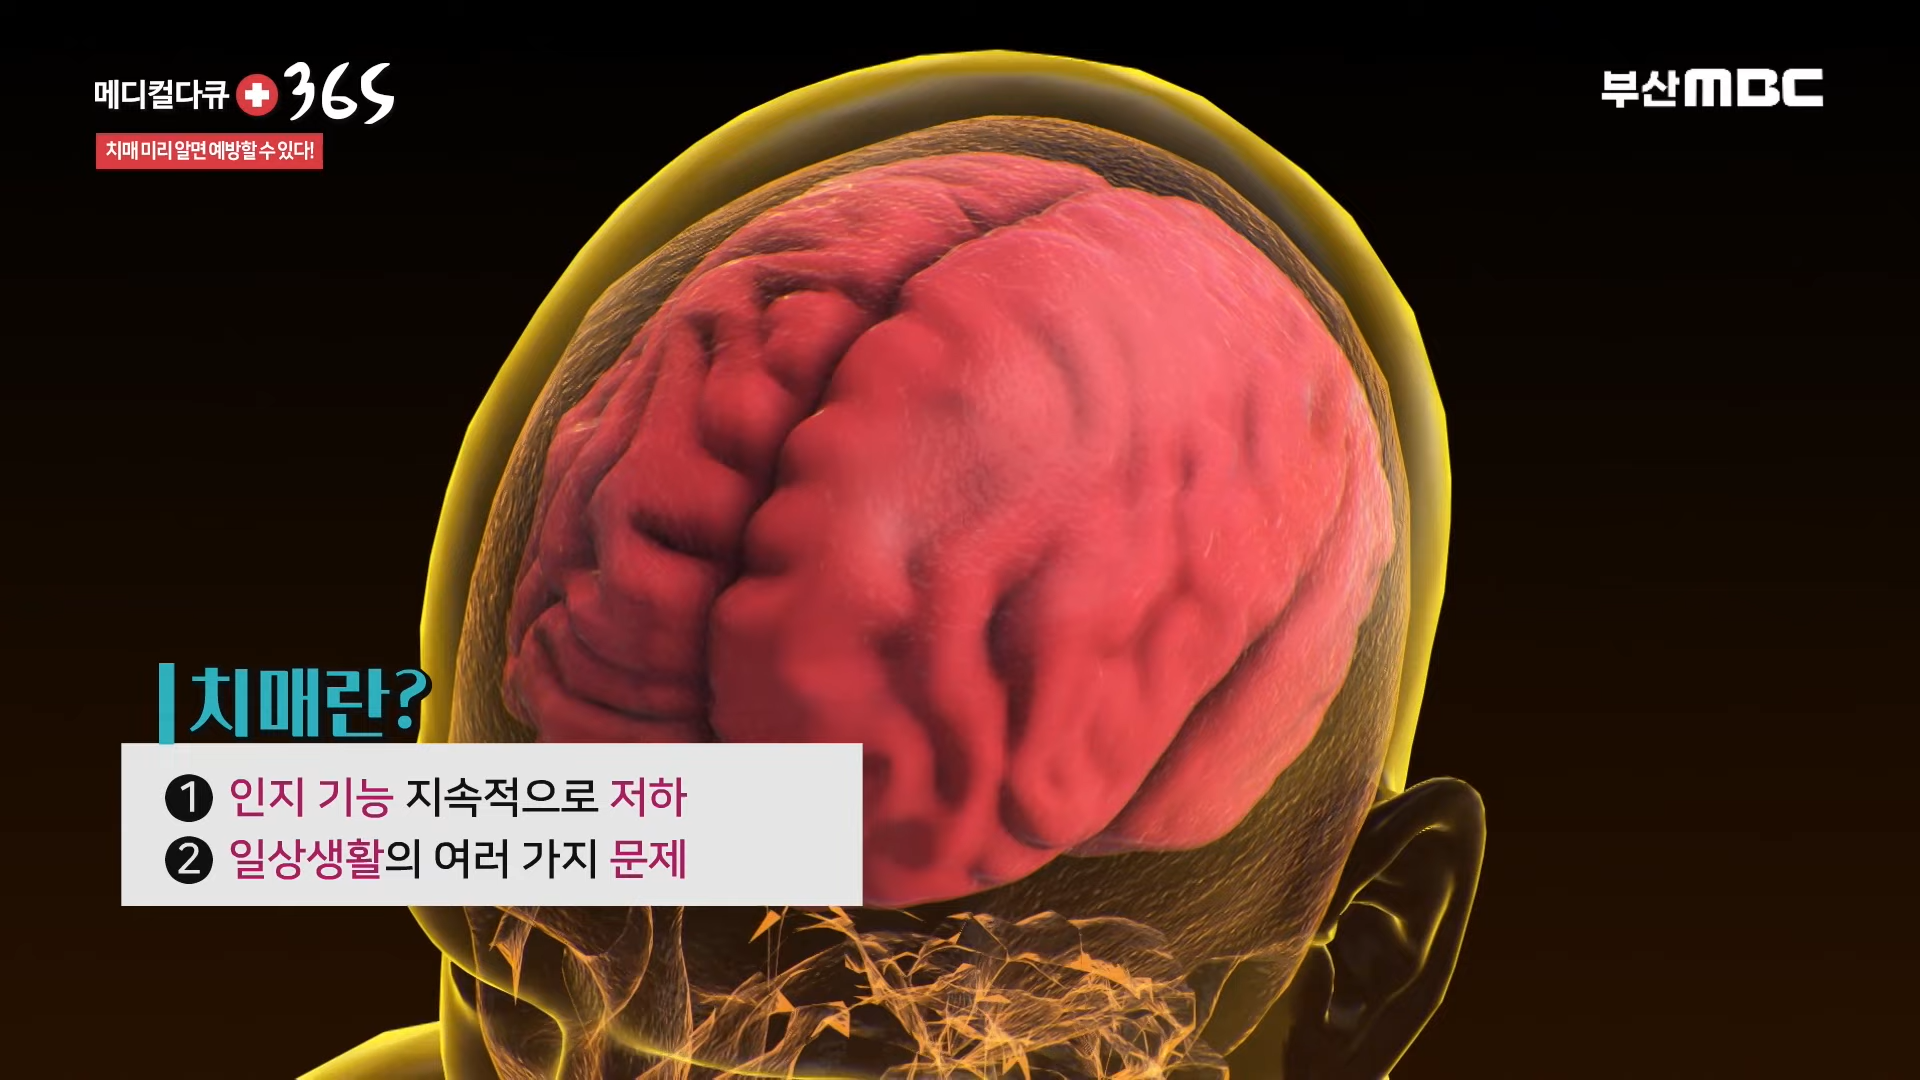 메디컬다큐 365
부산MBC
치매 미리 알면 예방할 수 있다!
치매란?
1 인지 기능 지속적으로 저하
2 일상생활의 여러 가지 문제